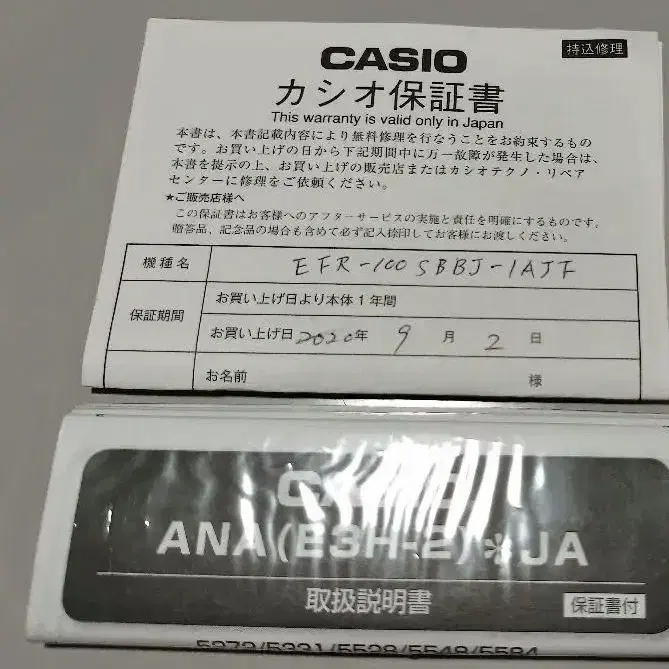 CASIO
持込修理
カシオ保証書
This warranty is valid only in Japan
本書は、本書記載内容により無料修理を行なうことをお約束するもの
です。お買い上げの日から下記期間中に万一故障が発生した場合は、
本書を提示の上、お買い上げの販売店またはカシオテクノ・リペア
センターに修理をご依頼ください。
★ご販売店様へ
この保証書はお客様へのアフターサービスの実施と責任を明確にするものです。
贈答品、記念品の場合も含めて必ず記入捺印してお客様にお渡しください。
機種名 EFR-100SBBJ-1AJF
保証期間
お買い上げ日より本体1年間
お買い上げ日 2020年 9 月 2 日
お名前 様
CASIO
ANA(E3H-2)*JA
取扱説明書
保証書付